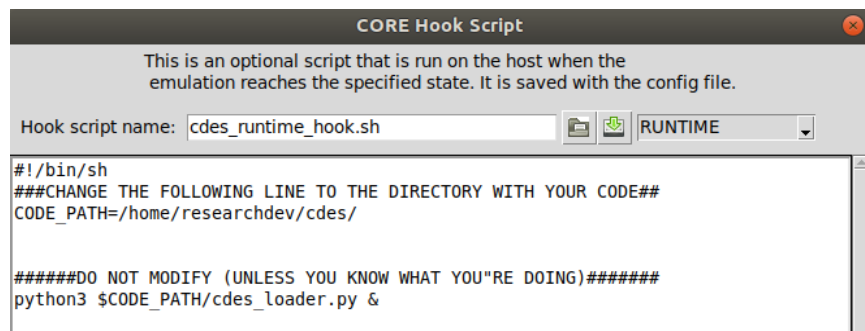 CORE Hook Script
This is an optional script that is run on the host when the
emulation reaches the specified state. It is saved with the config file.
Hook script name: cdes_runtime_hook.sh RUNTIME
#!/bin/sh
###CHANGE THE FOLLOWING LINE TO THE DIRECTORY WITH YOUR CODE##
CODE_PATH=/home/researchdev/cdes/
######DO NOT MODIFY (UNLESS YOU KNOW WHAT YOU"RE DOING)#######
python3 $CODE_PATH/cdes_loader.py &